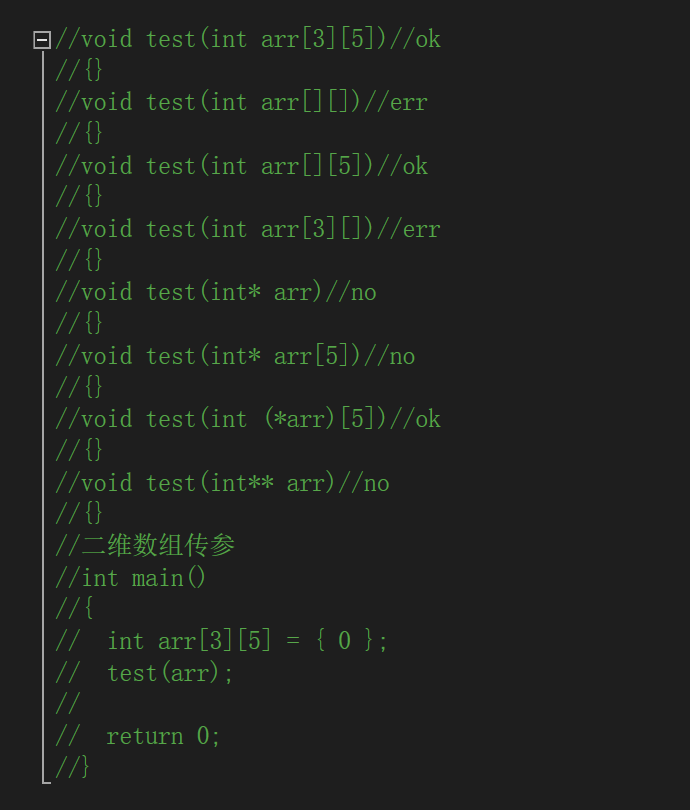 //void test(int arr[3][5])//ok
//{}
//void test(int arr[][])//err
//{}
//void test(int arr[][5])//ok
//{}
//void test(int arr[3][])//err
//{}
//void test(int* arr)//no
//{}
//void test(int* arr[5])//no
//{}
//void test(int (*arr)[5])//ok
//{}
//void test(int** arr)//no
//{}
//二维数组传参
//int main()
//{
//  int arr[3][5] = { 0 };
//  test(arr);
//
//  return 0;
//}